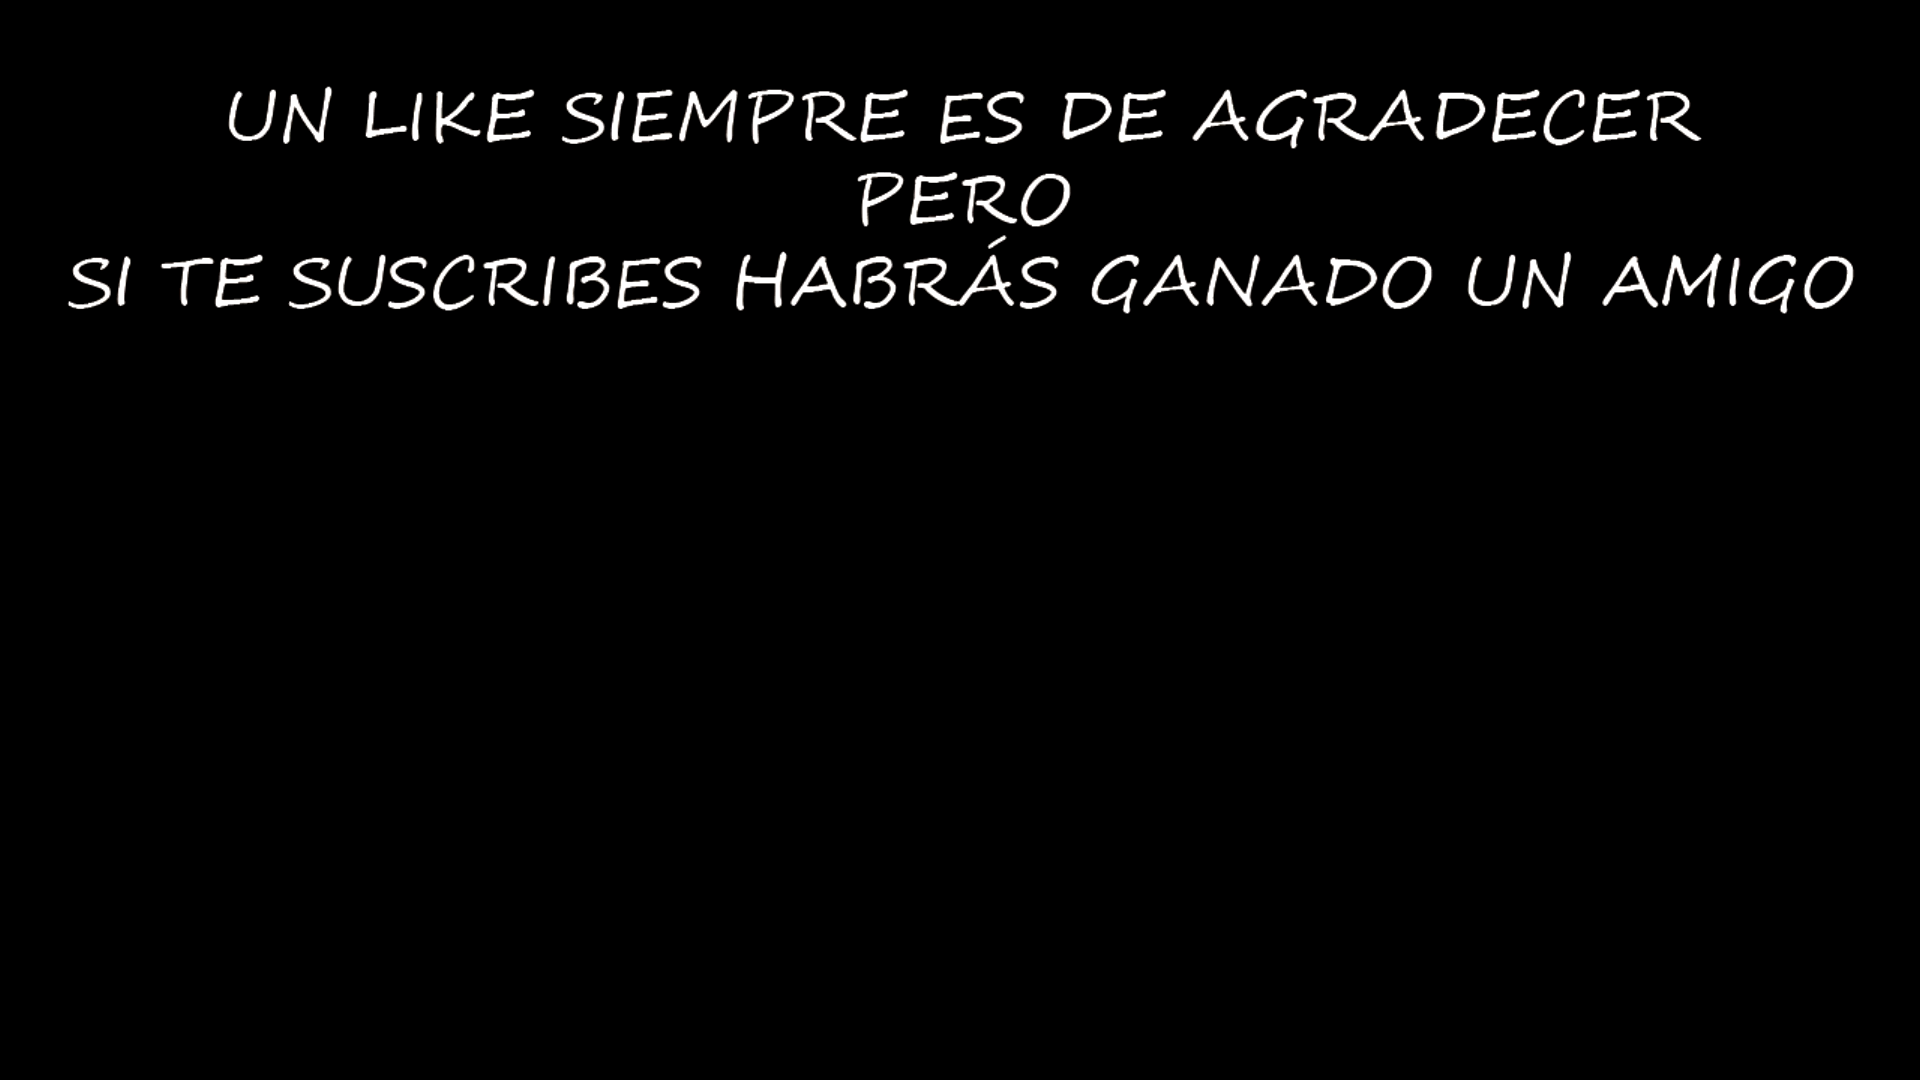 UN LIKE SIEMPRE ES DE AGRADECER
PERO
SI TE SUSCRIBES HABRÁS GANADO UN AMIGO